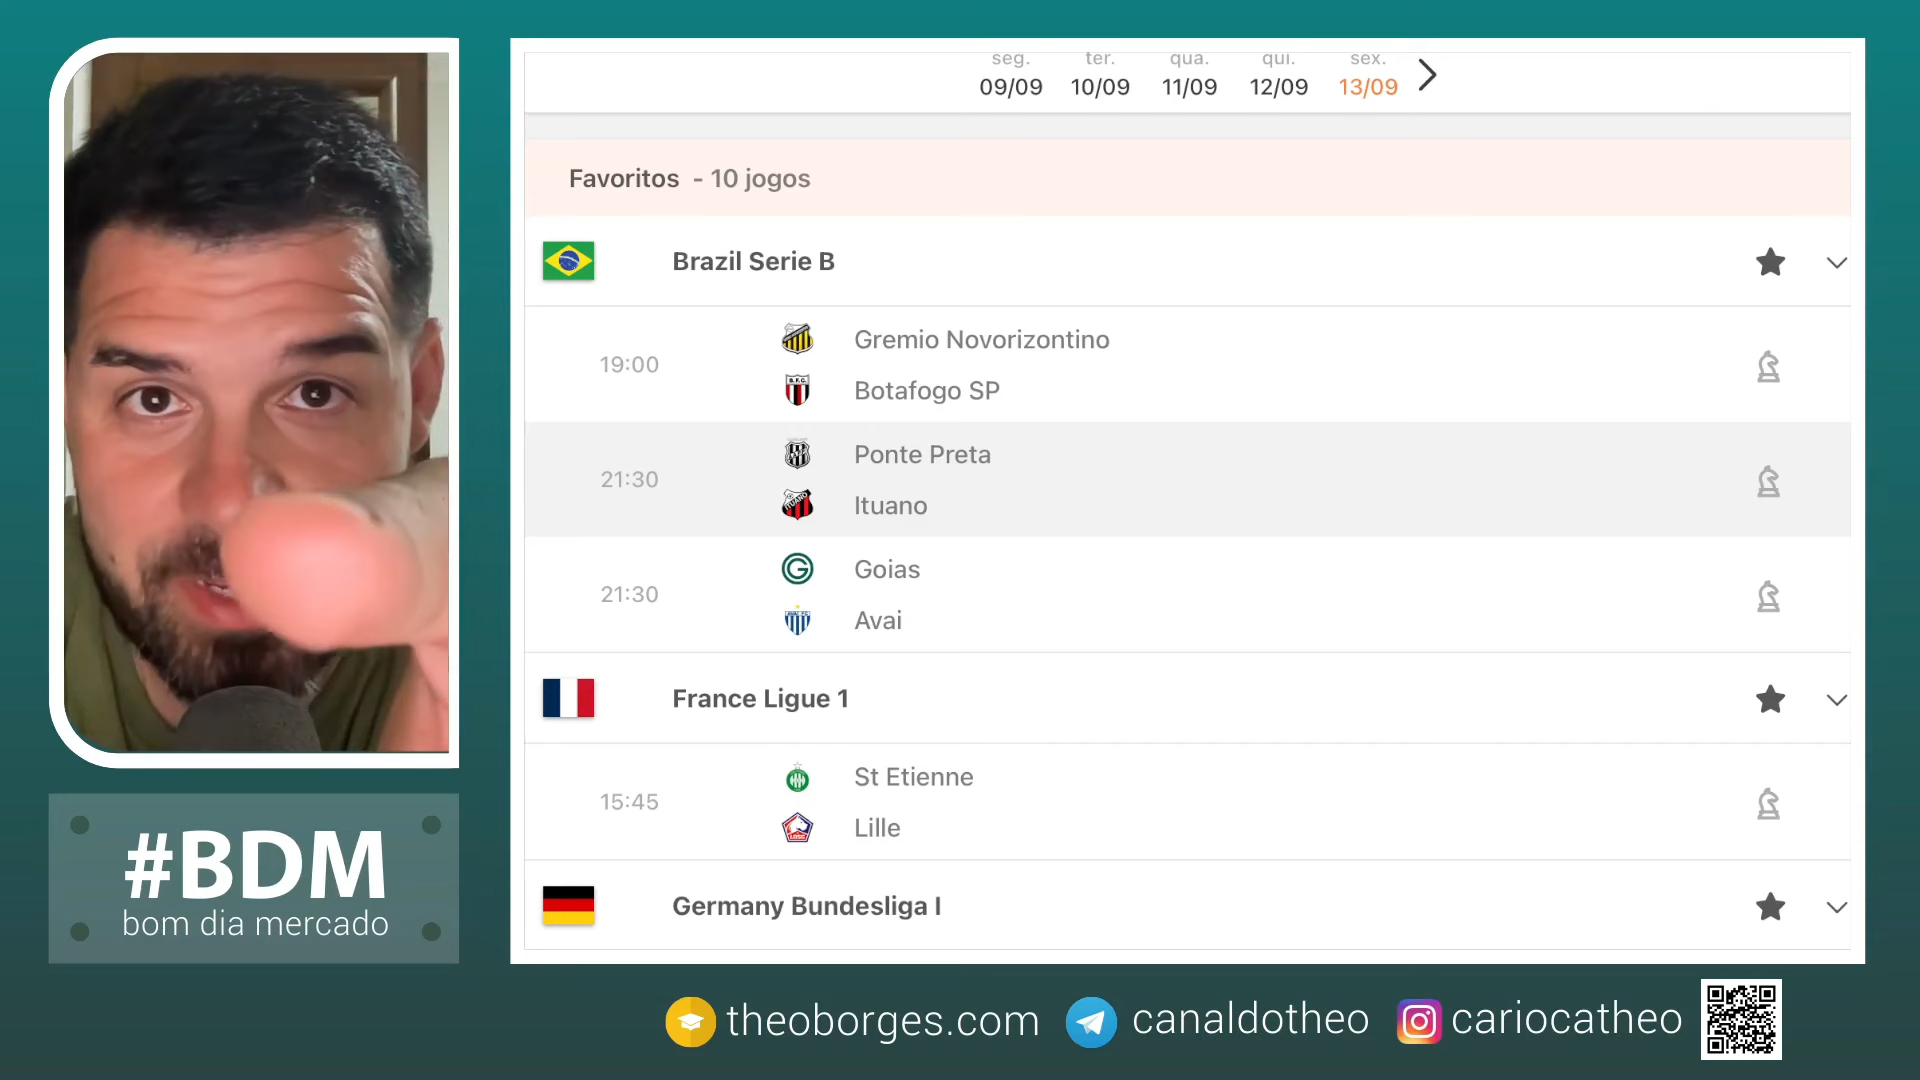 seg. ter. qua. qui. sex.
09/09 10/09 11/09 12/09 13/09
Favoritos - 10 jogos
Brazil Serie B
19:00
Gremio Novorizontino
Botafogo SP
21:30
Ponte Preta
Ituano
21:30
Goias
Avai
France Ligue 1
15:45
St Etienne
Lille
Germany Bundesliga I
#BDM
bom dia mercado
theoborges.com canaldotheo cariocatheo